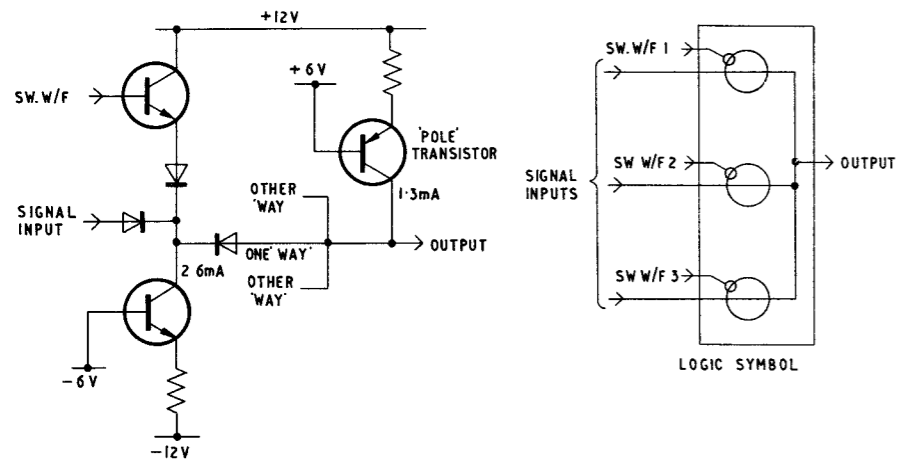 +12V
+6V
SW. W/F
'POLE'
TRANSISTOR
1·3mA
SIGNAL
INPUT
OTHER
'WAY
OUTPUT
ONE' WAY'
2 6mA
OTHER
'WAY'
-6V
-12V
SW. W/F 1
SW W/F 2
SIGNAL
INPUTS
OUTPUT
SW W/F 3
LOGIC SYMBOL